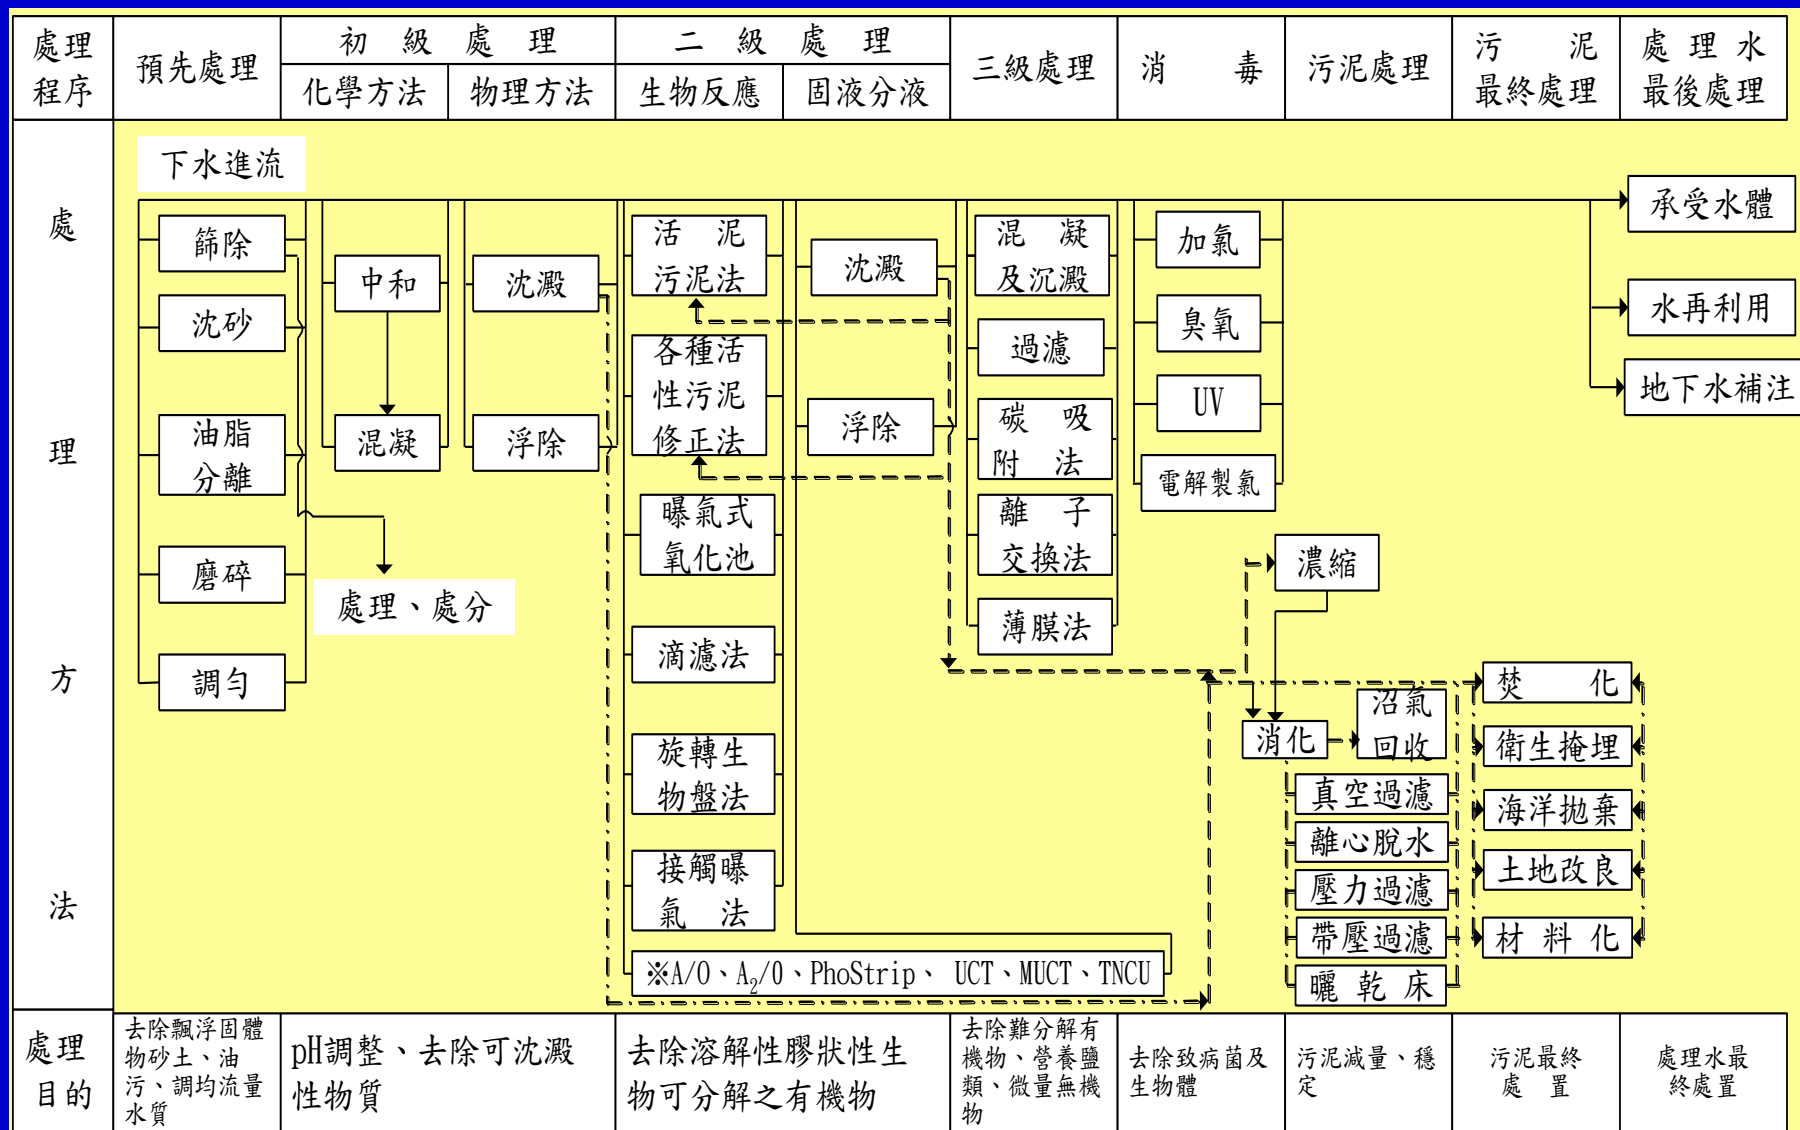 處理
程序
預先處理
初級處理
化學方法
物理方法
二級處理
生物反應
固液分液
三級處理
消毒
污泥處理
污泥
最終處理
處理水
最後處理
處
理
方
法
下水進流
篩除
沈砂
油脂
分離
磨碎
調勻
處理、處分
中和
混凝
沈澱
浮除
活泥
污泥法
各種活
性污泥
修正法
曝氣式
氧化池
滴濾法
旋轉生
物盤法
接觸曝
氣法
※A/O、A₂/O、PhoStrip、UCT、MUCT、TNCU
沈澱
浮除
混凝
及沉澱
過濾
碳吸
附法
離子
交換法
薄膜法
加氯
臭氧
UV
電解製氯
濃縮
消化
沼氣
回收
真空過濾
離心脫水
壓力過濾
帶壓過濾
曬乾床
焚化
衛生掩埋
海洋拋棄
土地改良
材料化
承受水體
水再利用
地下水補注
處理
目的
去除飄浮固體
物砂土、油
污、調均流量
水質
pH調整、去除可沈澱
性物質
去除溶解性膠狀性生
物可分解之有機物
去除難分解有
機物、營養鹽
類、微量無機
物
去除致病菌及
生物體
污泥減量、穩
定
污泥最終
處置
處理水最
終處置